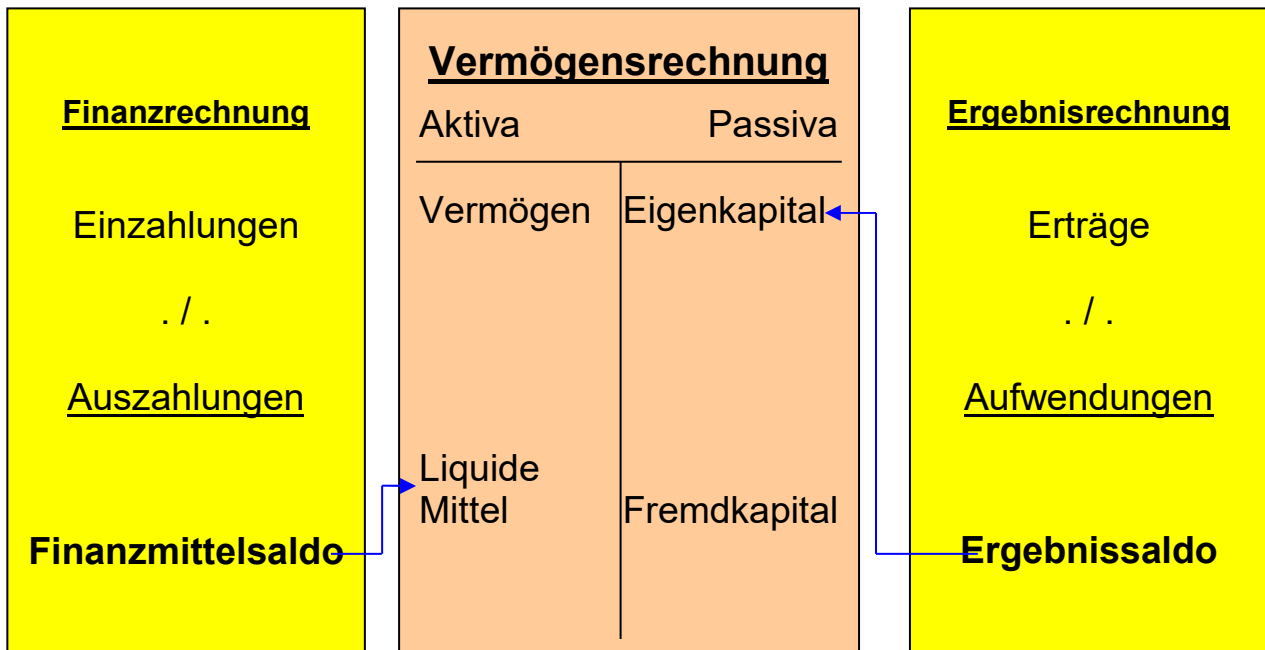 Finanzrechnung
Einzahlungen
. / .
Auszahlungen
Finanzmittelsaldo
Vermögensrechnung
Aktiva Passiva
Vermögen Eigenkapital
Liquide
Mittel Fremdkapital
Ergebnisrechnung
Erträge
. / .
Aufwendungen
Ergebnissaldo